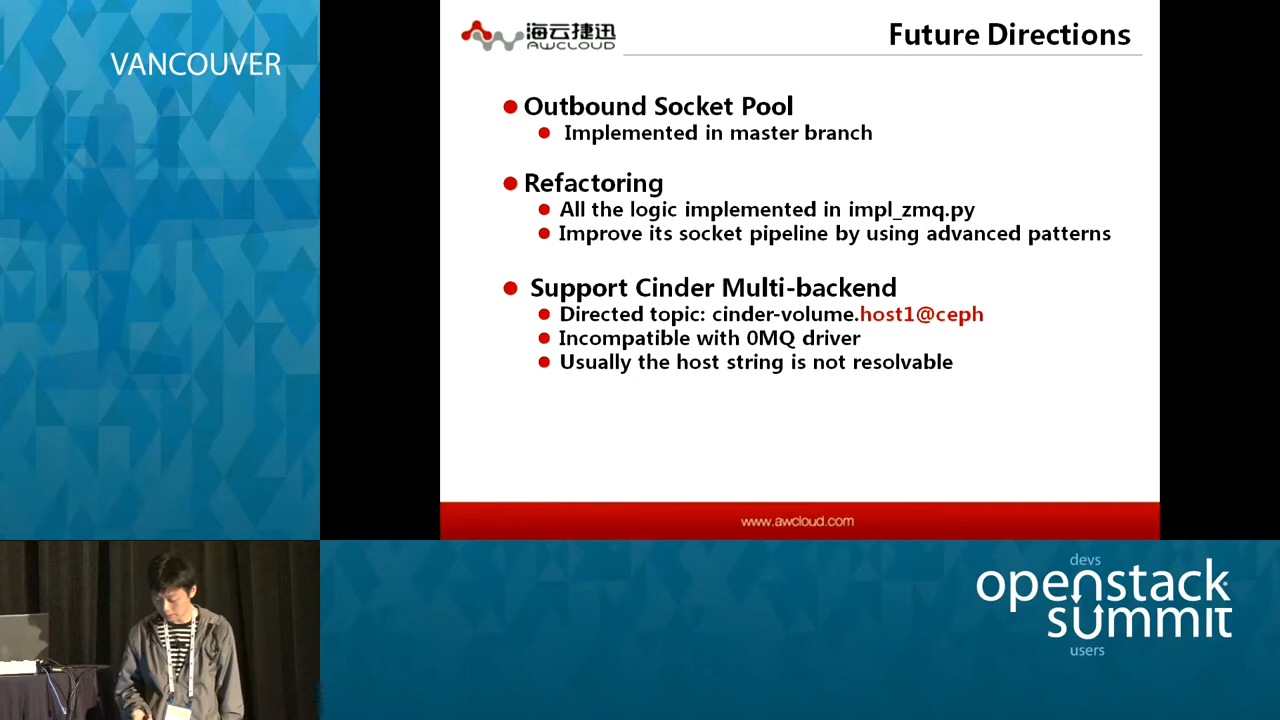 VANCOUVER
海云捷迅
AWCLOUD
Future Directions
Outbound Socket Pool
Implemented in master branch
Refactoring
All the logic implemented in impl_zmq.py
Improve its socket pipeline by using advanced patterns
Support Cinder Multi-backend
Directed topic: cinder-volume.host1@ceph
Incompatible with 0MQ driver
Usually the host string is not resolvable
www.awcloud.com
devs
openstack
summit
users